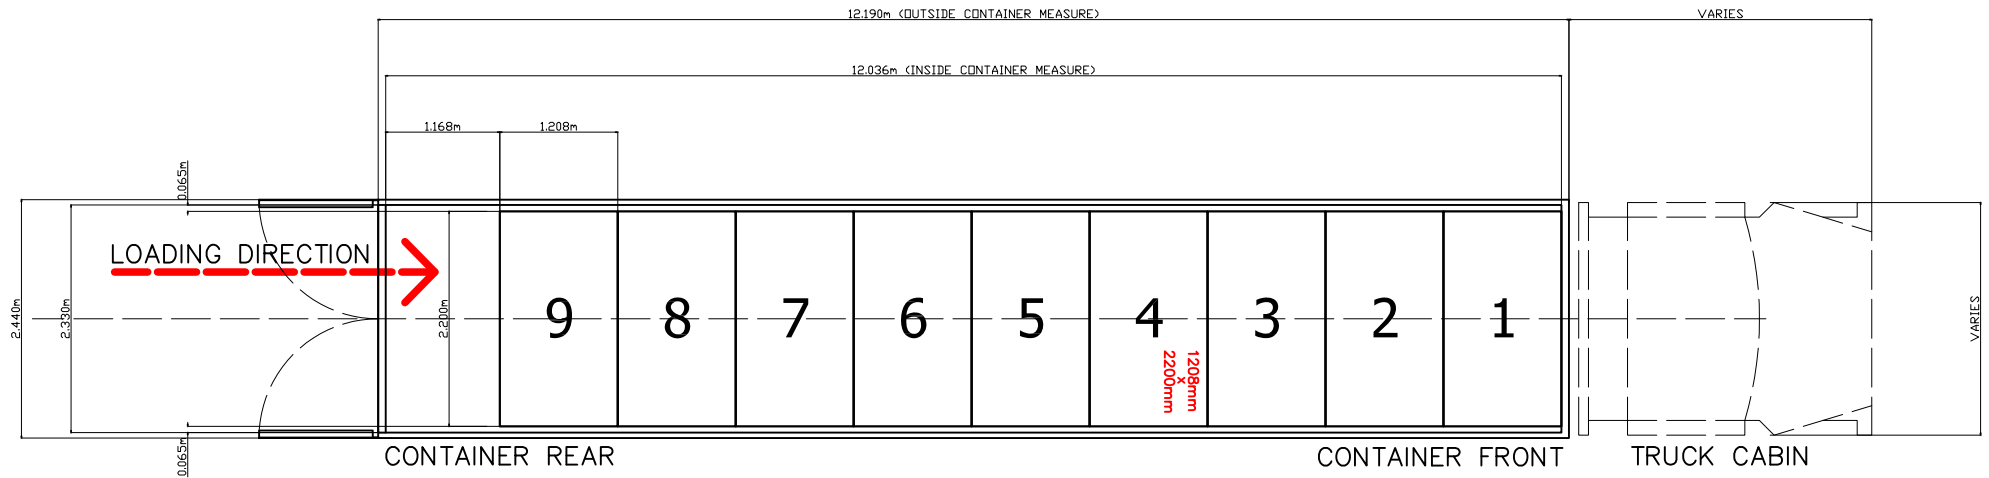 12.190m (OUTSIDE CONTAINER MEASURE)
VARIES
12.036m (INSIDE CONTAINER MEASURE)
1.168m
1.208m
0.065m
LOADING DIRECTION
2.440m
2.330m
2.200m
9
8
7
6
5
4
3
2
1
VARIES
1208mm
x
2200mm
0.065m
CONTAINER REAR
CONTAINER FRONT
TRUCK CABIN